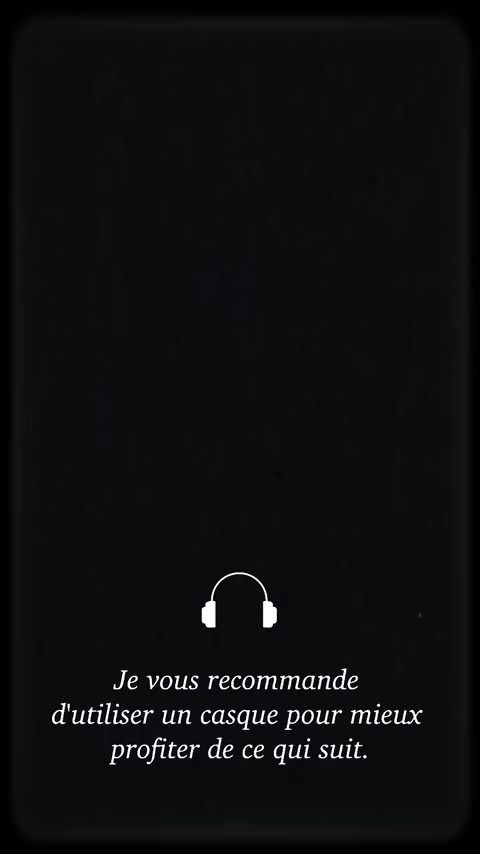 Je vous recommande
d'utiliser un casque pour mieux
profiter de ce qui suit.